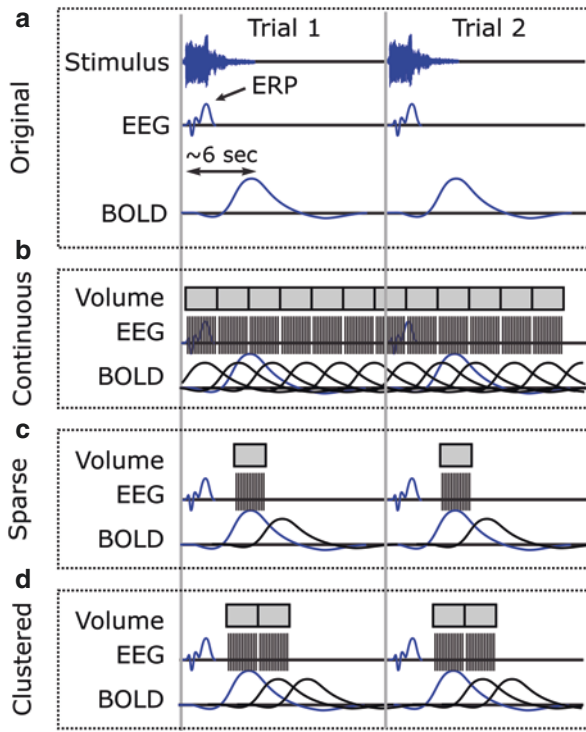 a
Trial 1 Trial 2
Original
Stimulus
ERP
EEG
~6 sec
BOLD
b
Continuous
Volume
EEG
BOLD
c
Sparse
Volume
EEG
BOLD
d
Clustered
Volume
EEG
BOLD